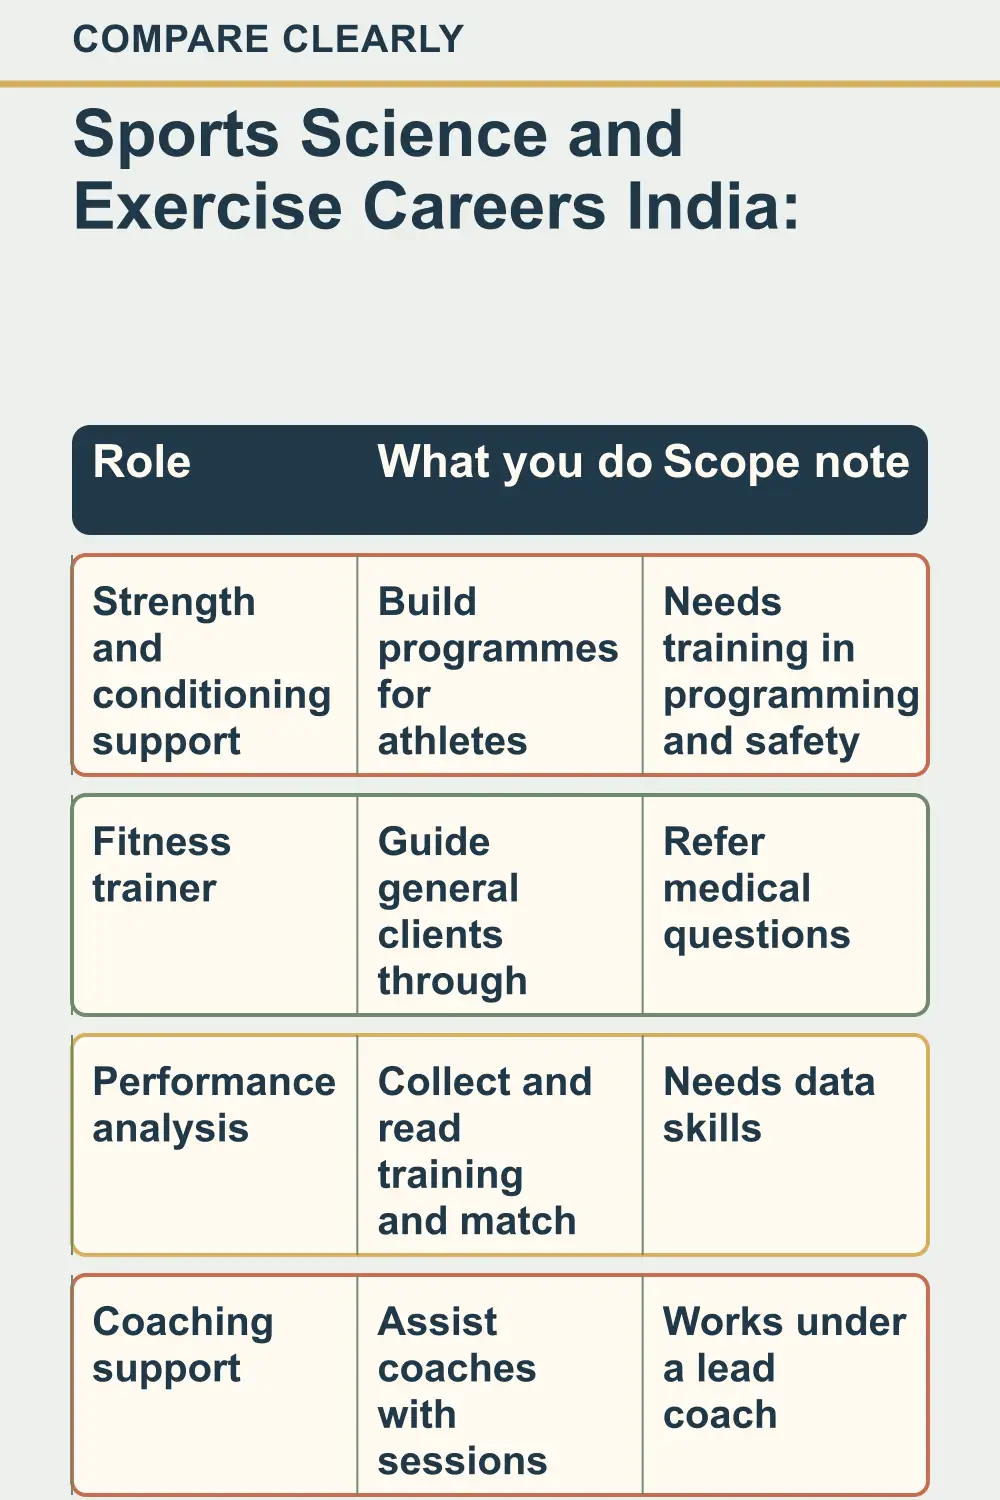 COMPARE CLEARLY
Sports Science and
Exercise Careers India:
Role What you do Scope note
Strength
and
conditioning
support
Build
programmes
for
athletes
Needs
training in
programming
and safety
Fitness
trainer
Guide
general
clients
through
Refer
medical
questions
Performance
analysis
Collect and
read
training
and match
Needs data
skills
Coaching
support
Assist
coaches
with
sessions
Works under
a lead
coach